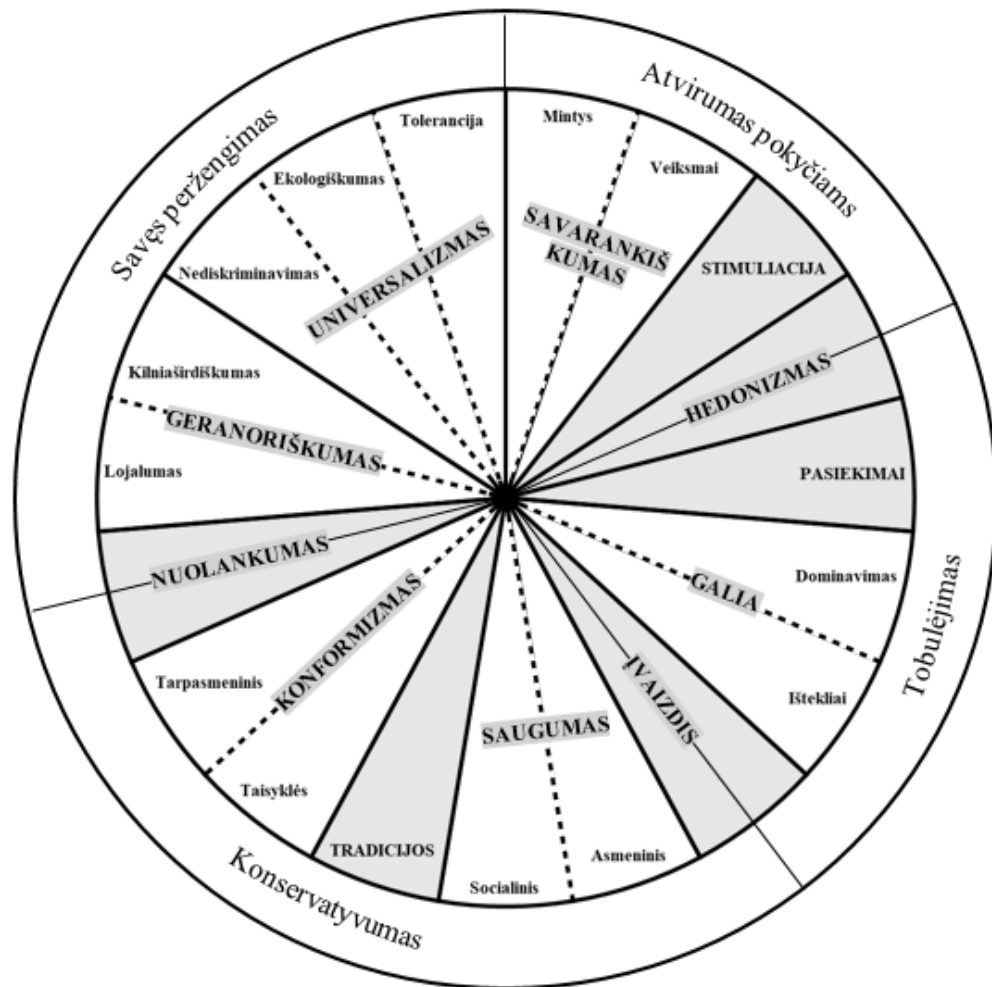 Savęs peržengimas
Atvirumas pokyčiams
Tolerancija
Mintys
Veiksmai
Ekologiškumas
SAVARANKIŠ
KUMAS
UNIVERSALIZMAS
Nediskriminavimas
STIMULIACIJA
Kilniaširdiškumas
HEDONIZMAS
GERANORIŠKUMAS
Lojalumas
PASIEKIMAI
NUOLANKUMAS
Dominavimas
GALIA
Tobulėjimas
KONFORMIZMAS
Tarpasmeninis
Ištekliai
ĮVAIZDIS
SAUGUMAS
Taisyklės
TRADICIJOS
Asmeninis
Socialinis
Konservatyvumas